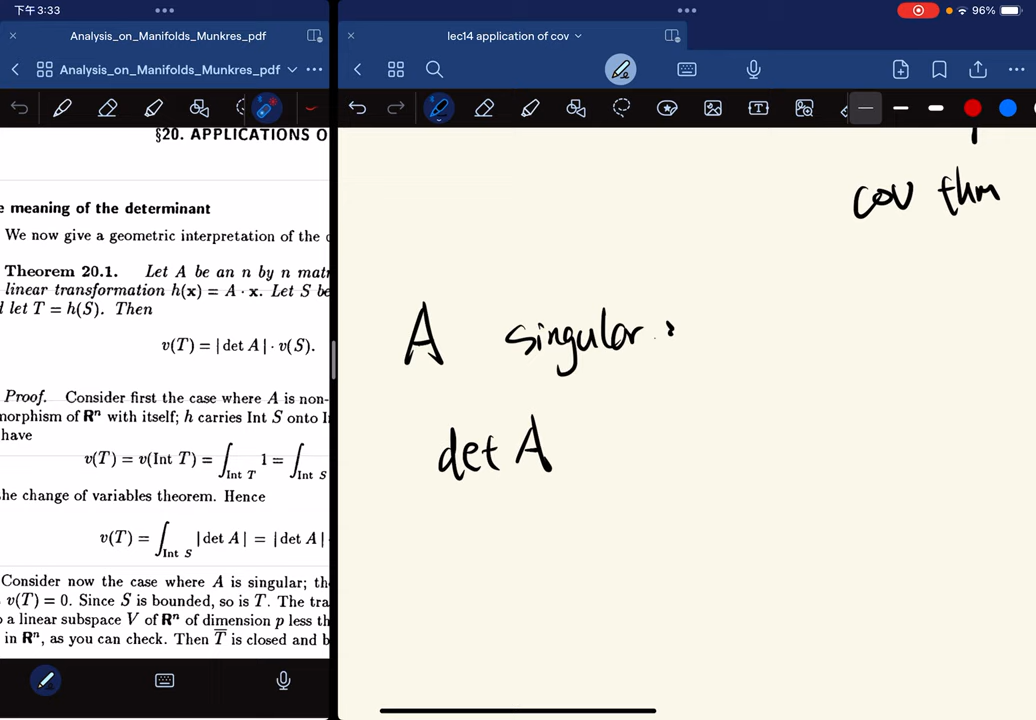 下午3:33
96%
Analysis_on_Manifolds_Munkres_pdf
Analysis_on_Manifolds_Munkres_pdf
§20. APPLICATIONS O
e meaning of the determinant
We now give a geometric interpretation of the
Theorem 20.1. Let A be an n by n matr
linear transformation h(x) = A · x. Let S be
d let T = h(S). Then
v(T) = | det A| · v(S).
Proof. Consider first the case where A is non-
morphism of Rⁿ with itself; h carries Int S onto I
have
v(T) = v(Int T) = ∫_{Int T} 1 = ∫_{Int S}
he change of variables theorem. Hence
v(T) = ∫_{Int S} | det A| = | det A|
Consider now the case where A is singular; th
v(T) = 0. Since S is bounded, so is T. The tra
o a linear subspace V of Rⁿ of dimension p less th
in Rⁿ, as you can check. Then T̅ is closed and b
lec14 application of cov
cov thm
A singular :
det A